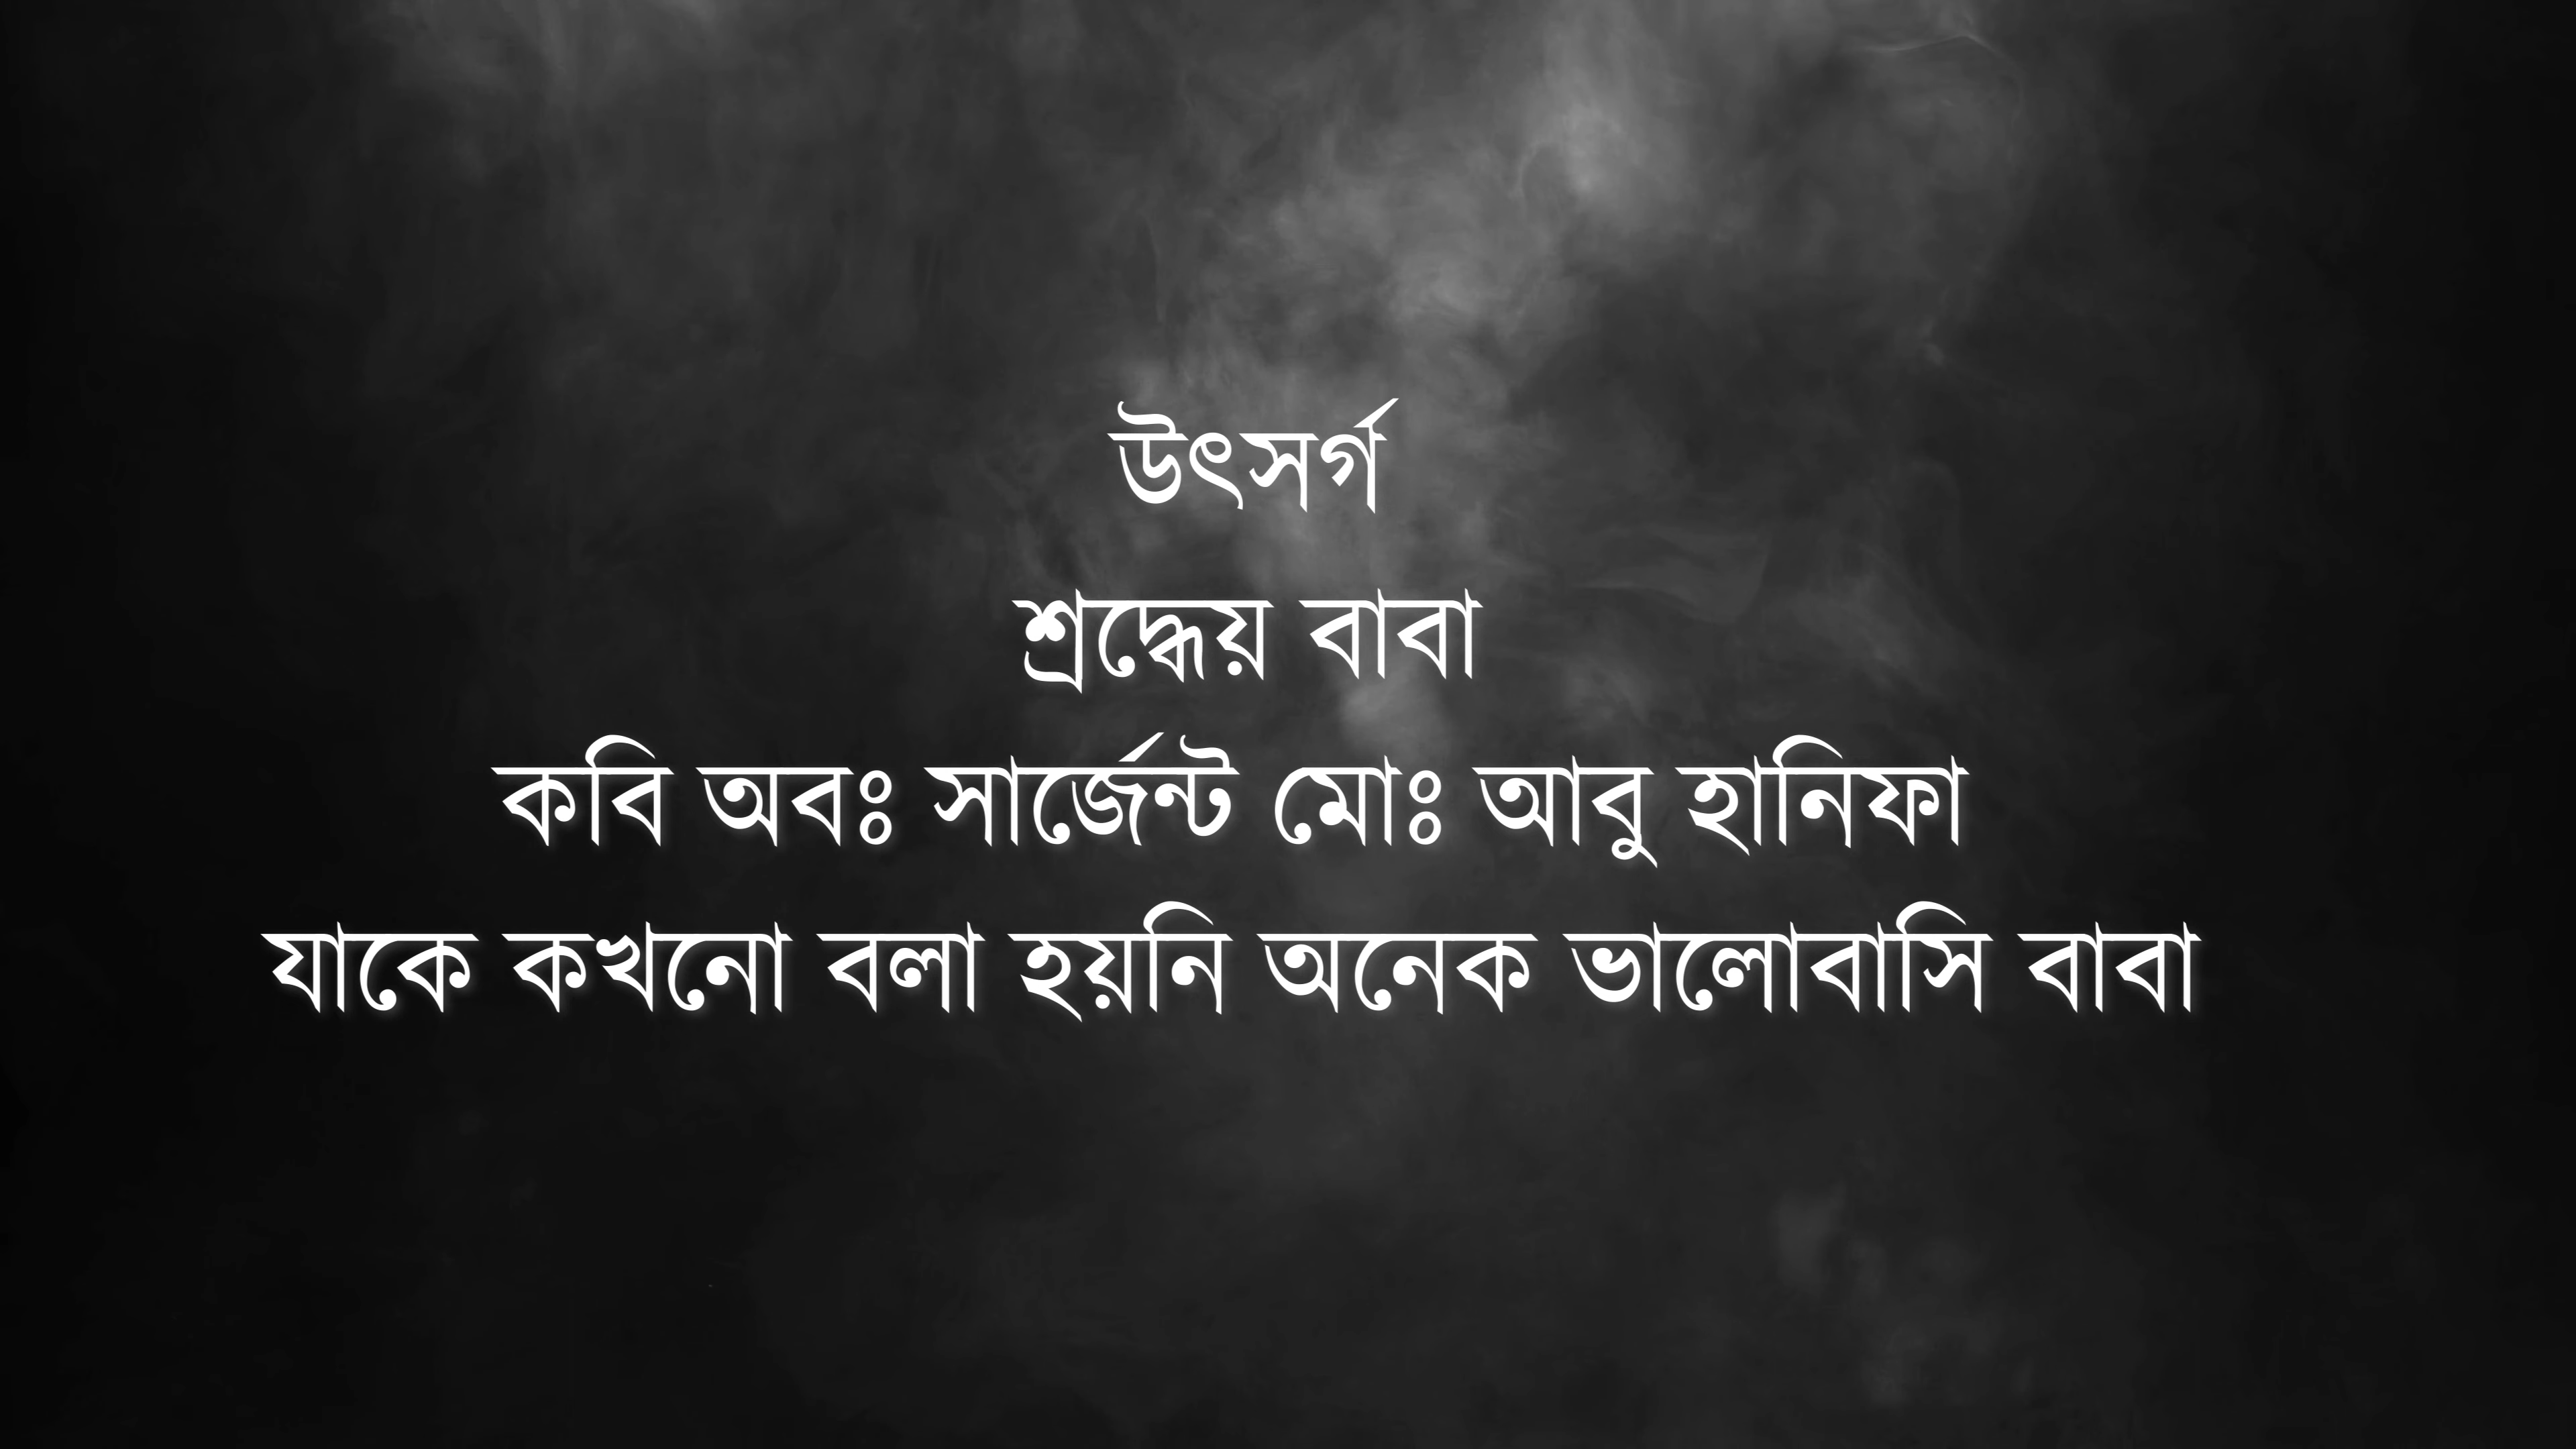 উৎসর্গ
শ্রদ্ধেয় বাবা
কবি অবঃ সার্জেন্ট মোঃ আবু হানিফা
যাকে কখনো বলা হয়নি অনেক ভালোবাসি বাবা